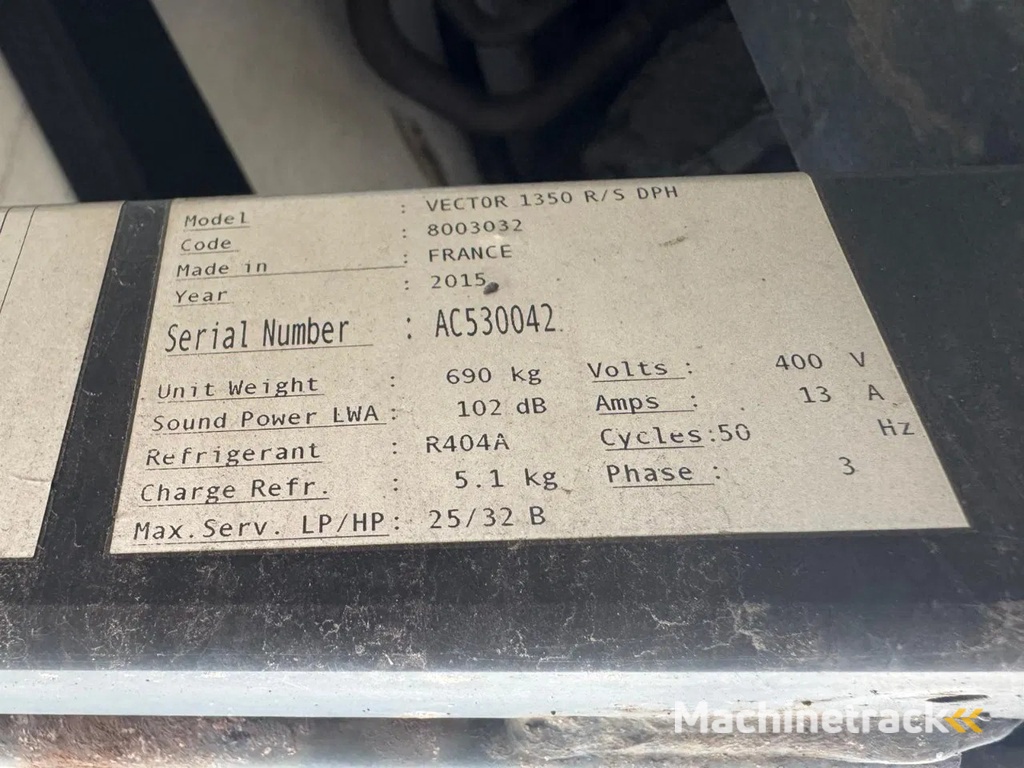 Model : VECTOR 1350 R/S DPH
Code : 8003032
Made in : FRANCE
Year : 2015
Serial Number : AC530042
Unit Weight : 690 kg Volts : 400 V
Sound Power LWA : 102 dB Amps : 13 A
Refrigerant : R404A Cycles:50 Hz
Charge Refr. : 5.1 kg Phase : 3
Max.Serv. LP/HP : 25/32 B
Machinetrack